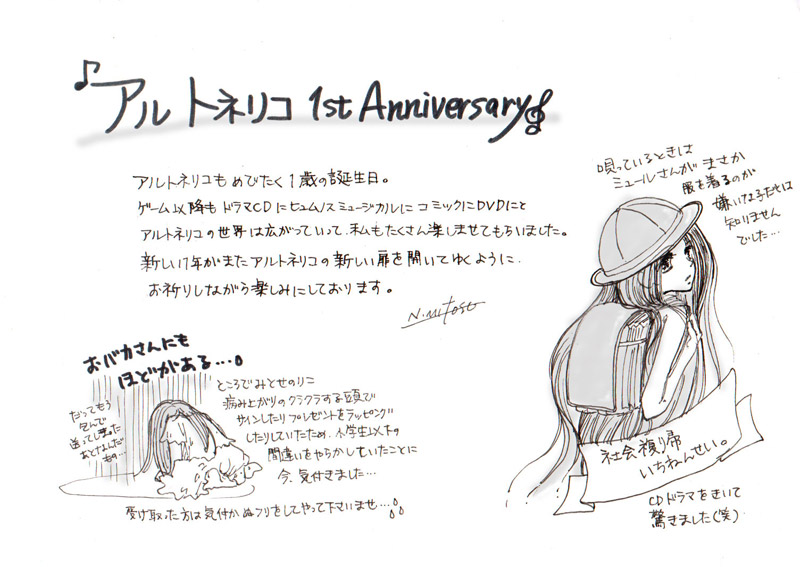 アルトネリコ 1st Anniversary
アルトネリコもめでたく1歳の誕生日。
ゲーム以降もドラマCDにヒュムノスミュージカルにコミックにDVDにと
アルトネリコの世界は広がっていって、私もたくさん楽しませてもらいました。
新しい1年がまたアルトネリコの新しい扉を開いてゆくように、
お祈りしながら楽しみにしております。
N.mitose
唄っているときは
ミュールさんがまさか
服を着るのが
嫌いな子だとは
知りません
でした…
社会復帰
いちねんせい。
CDドラマをきいて
驚きました(笑)
おバカさんにも
ほどがある…。
だってもう
包んで
送ってしまった
あとなんだ
もの…
ところでみとせのりこ
病み上がりのクラクラする頭で
サインしたりプレゼントをラッピング
したりしていたため、小学生以下の
間違いをやらかしていたことに
今、気付きました…
受け取った方は気付かぬフリをしてやって下さいませ…